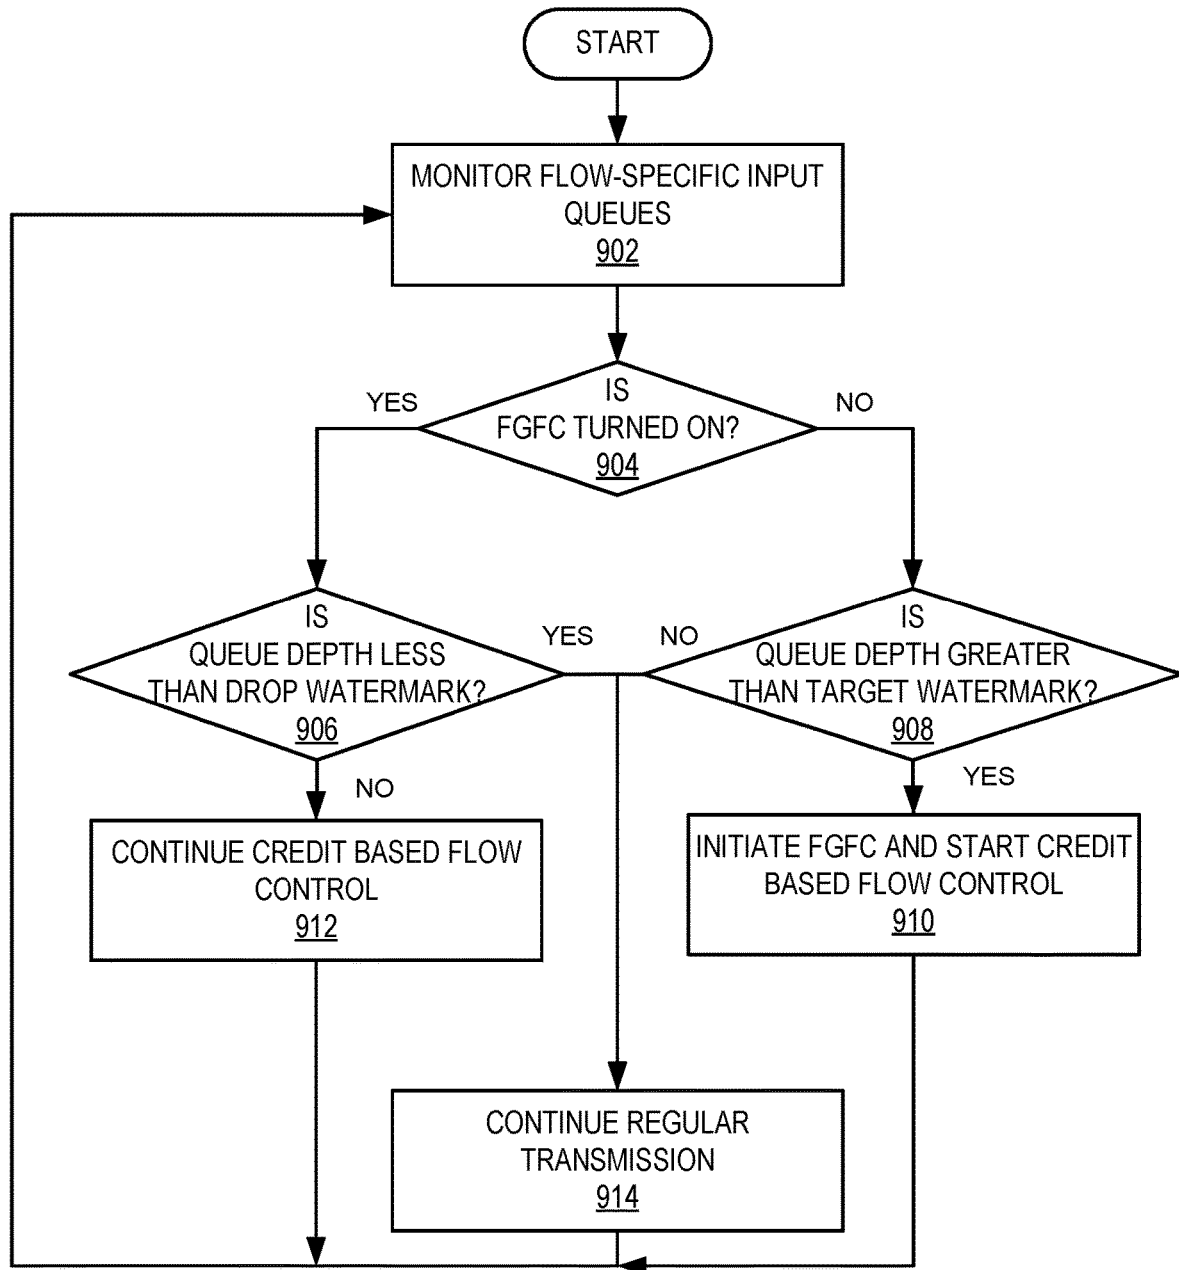 START
MONITOR FLOW-SPECIFIC INPUT
QUEUES
902
YES
IS
FGFC TURNED ON?
904
NO
IS
QUEUE DEPTH LESS
THAN DROP WATERMARK?
906
YES
NO
IS
QUEUE DEPTH GREATER
THAN TARGET WATERMARK?
908
NO
YES
CONTINUE CREDIT BASED FLOW
CONTROL
912
INITIATE FGFC AND START CREDIT
BASED FLOW CONTROL
910
CONTINUE REGULAR
TRANSMISSION
914